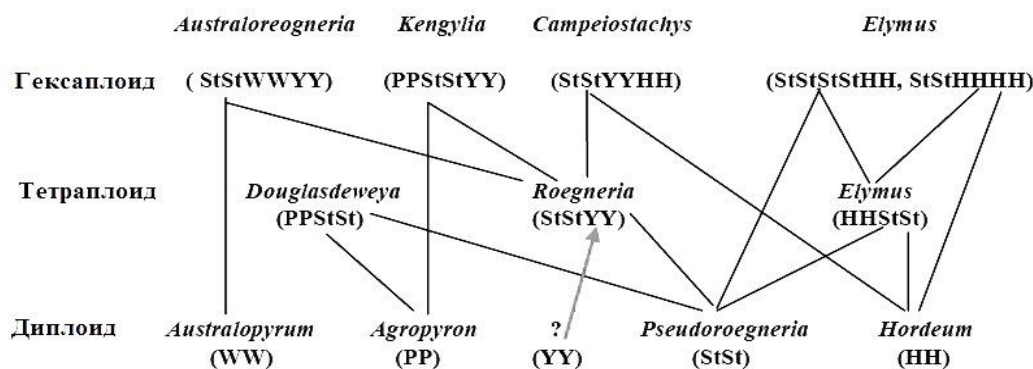 Australoreogneria Kengylia Campeiostachys Elymus
Гексаплоид ( StStWWYY) (PPStStYY) (StStYYHH) (StStStStHH, StStHHHH)
Тетраплоид Douglasdeweya Roegneria Elymus
(PPStSt) (StStYY) (HHStSt)
Диплоид Australopyrum Agropyron ? Pseudoroegneria Hordeum
(WW) (PP) (YY) (StSt) (HH)